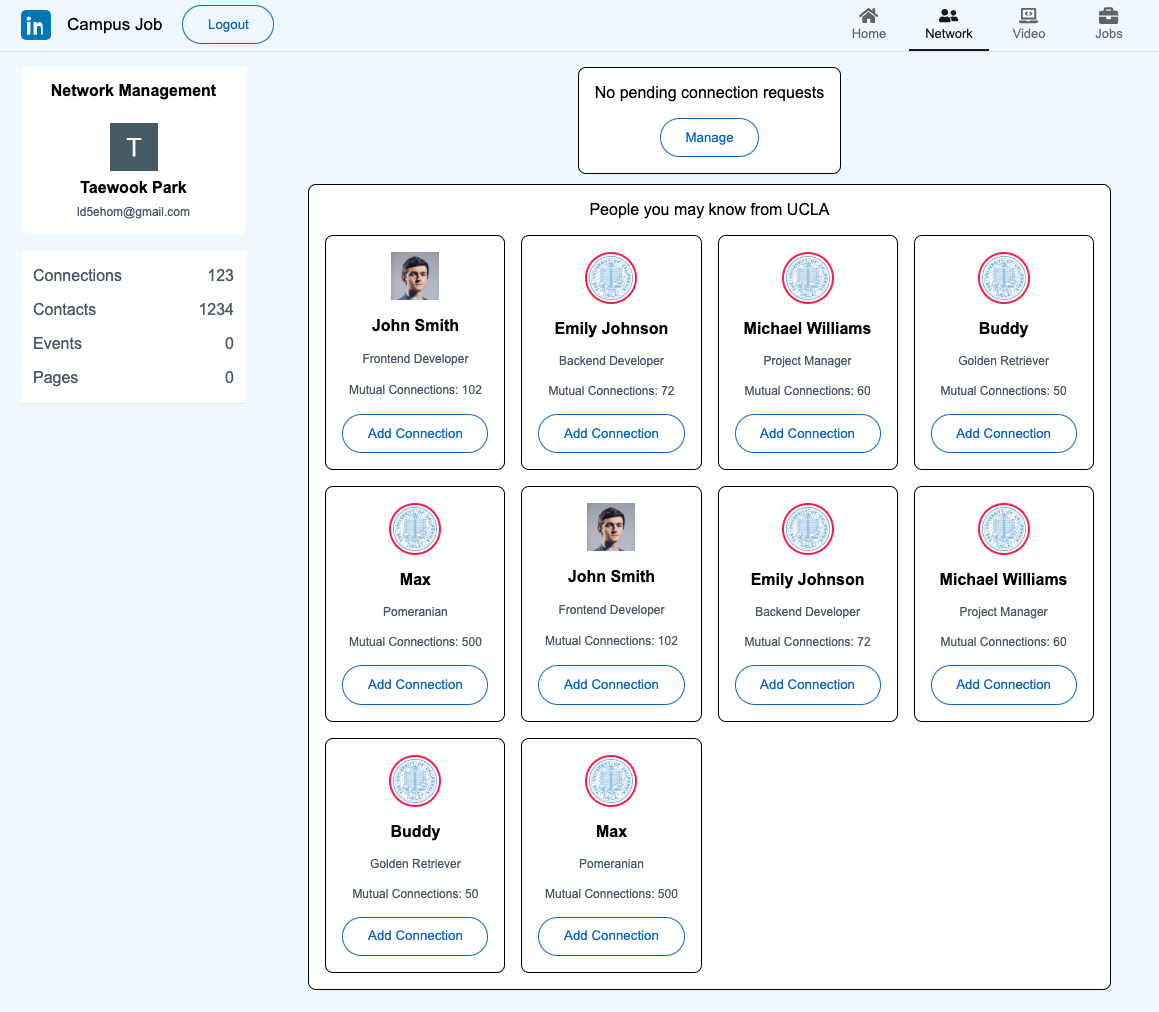 in Campus Job Logout Home Network Video Jobs
Network Management
T
Taewook Park
ld5ehom@gmail.com
Connections 123
Contacts 1234
Events 0
Pages 0
No pending connection requests
Manage
People you may know from UCLA
John Smith
Frontend Developer
Mutual Connections: 102
Add Connection
Emily Johnson
Backend Developer
Mutual Connections: 72
Add Connection
Michael Williams
Project Manager
Mutual Connections: 60
Add Connection
Buddy
Golden Retriever
Mutual Connections: 50
Add Connection
Max
Pomeranian
Mutual Connections: 500
Add Connection
John Smith
Frontend Developer
Mutual Connections: 102
Add Connection
Emily Johnson
Backend Developer
Mutual Connections: 72
Add Connection
Michael Williams
Project Manager
Mutual Connections: 60
Add Connection
Buddy
Golden Retriever
Mutual Connections: 50
Add Connection
Max
Pomeranian
Mutual Connections: 500
Add Connection